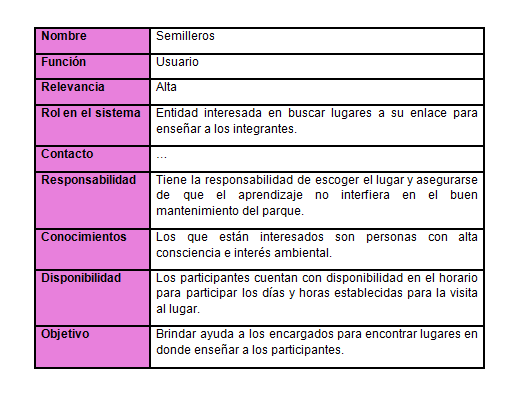 Nombre Semilleros
Función Usuario
Relevancia Alta
Rol en el sistema Entidad interesada en buscar lugares a su enlace para
enseñar a los integrantes.
Contacto ...
Responsabilidad Tiene la responsabilidad de escoger el lugar y asegurarse
de que el aprendizaje no interfiera en el buen
mantenimiento del parque.
Conocimientos Los que están interesados son personas con alta
consciencia e interés ambiental.
Disponibilidad Los participantes cuentan con disponibilidad en el horario
para participar los días y horas establecidas para la visita
al lugar.
Objetivo Brindar ayuda a los encargados para encontrar lugares en
donde enseñar a los participantes.